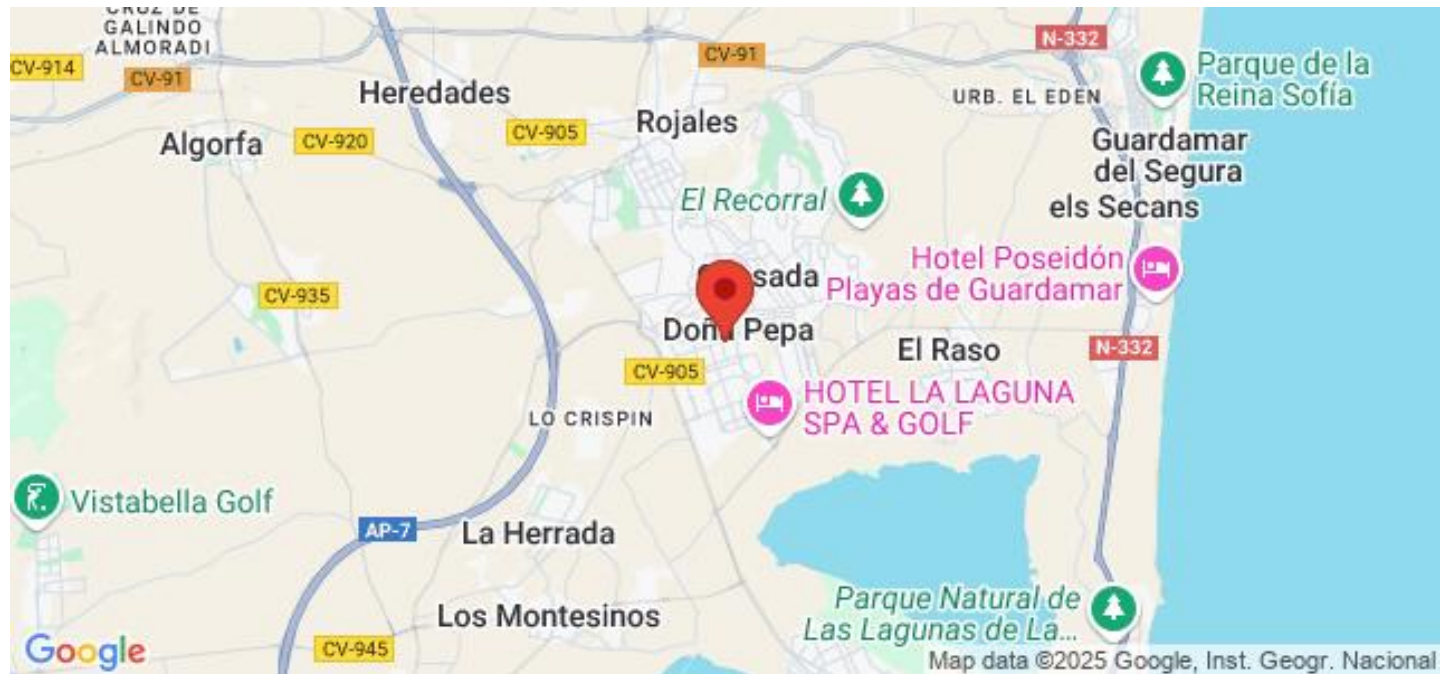 CRUZ DE
GALINDO
ALMORADI
CV-914
CV-91
CV-91
N-332
Parque de la
Reina Sofía
Heredades
URB. EL EDEN
Rojales
Algorfa
CV-920
CV-905
Guardamar
del Segura
El Recorral
els Secans
Hotel Poseidón
Playas de Guardamar
sada
CV-935
Doña Pepa
El Raso
N-332
CV-905
HOTEL LA LAGUNA
SPA & GOLF
LO CRISPIN
Vistabella Golf
AP-7
La Herrada
Los Montesinos
Parque Natural de
Las Lagunas de La...
CV-945
Google
Map data ©2025 Google, Inst. Geogr. Nacional